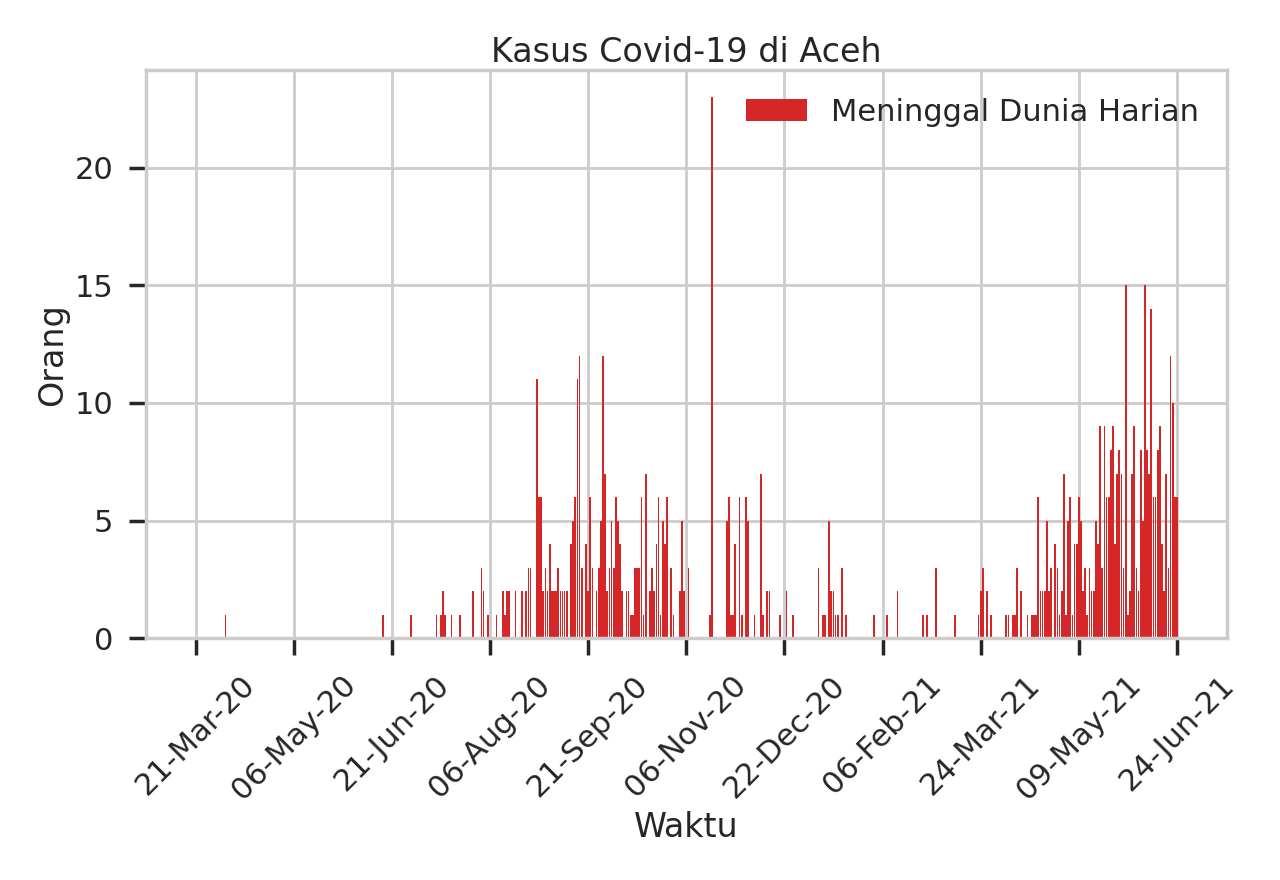 Kasus Covid-19 di Aceh
Meninggal Dunia Harian
Orang
20
15
10
5
0
21-Mar-20
06-May-20
21-Jun-20
06-Aug-20
21-Sep-20
06-Nov-20
22-Dec-20
06-Feb-21
24-Mar-21
09-May-21
24-Jun-21
Waktu